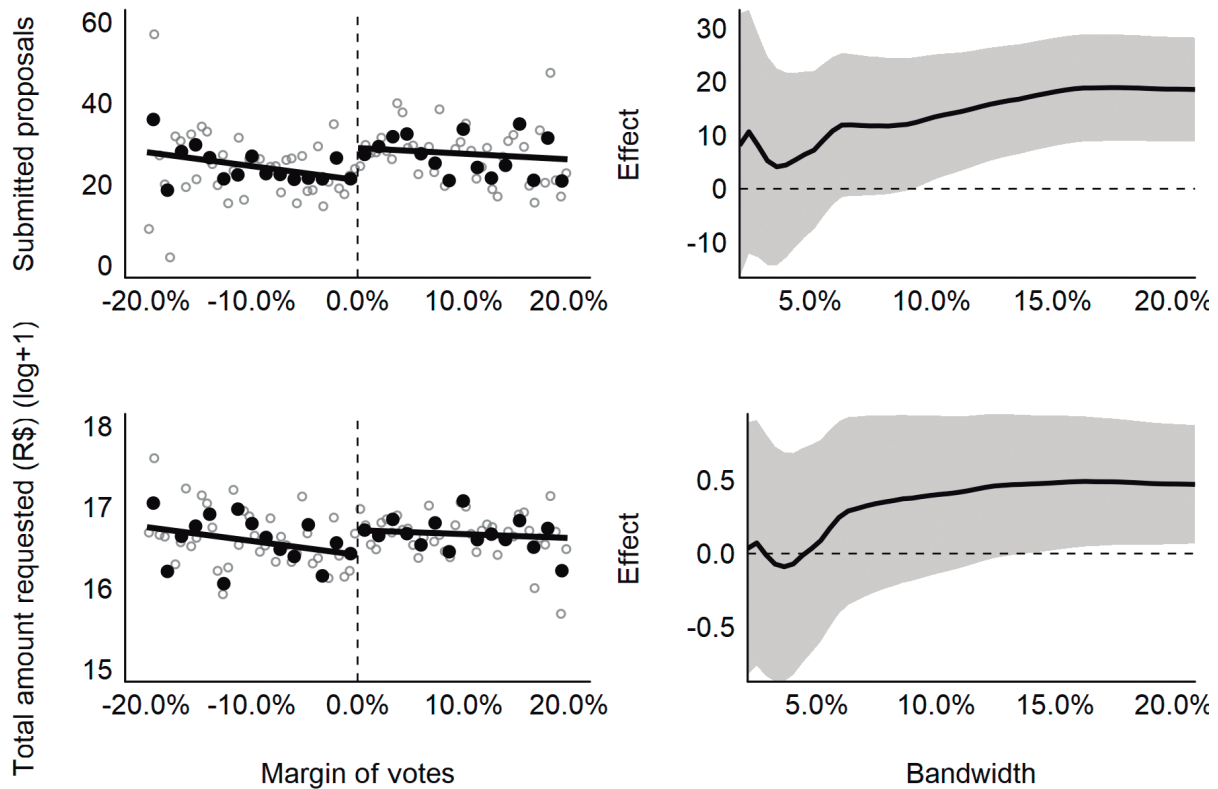 Submitted proposals
60
40
20
0
-20.0% -10.0% 0.0% 10.0% 20.0%
Effect
30
20
10
0
-10
5.0% 10.0% 15.0% 20.0%
Total amount requested (R$) (log+1)
18
17
16
15
-20.0% -10.0% 0.0% 10.0% 20.0%
Margin of votes
Effect
0.5
0.0
-0.5
5.0% 10.0% 15.0% 20.0%
Bandwidth